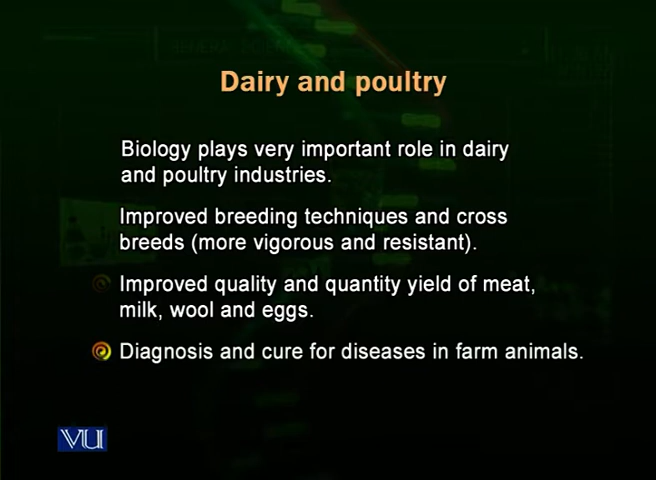 Dairy and poultry
Biology plays very important role in dairy
and poultry industries.
Improved breeding techniques and cross
breeds (more vigorous and resistant).
Improved quality and quantity yield of meat,
milk, wool and eggs.
Diagnosis and cure for diseases in farm animals.
VU